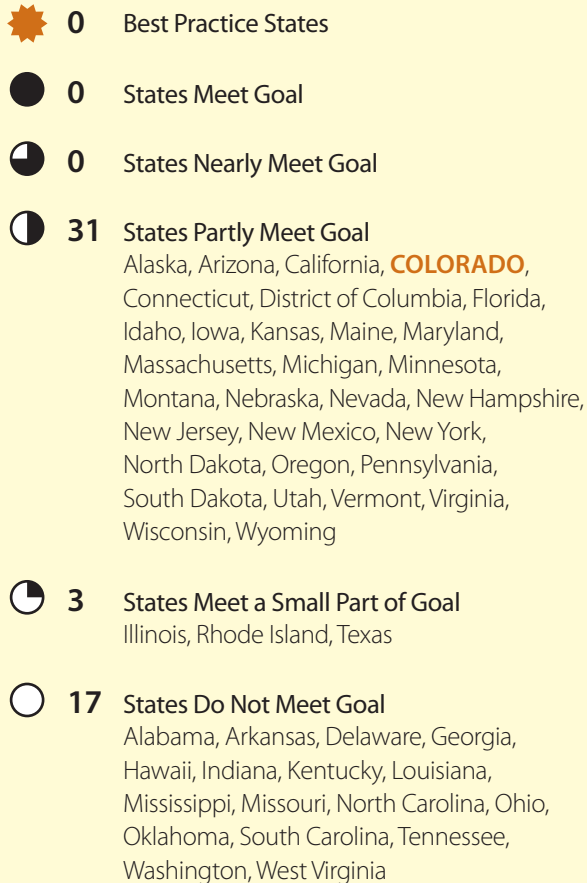 0 Best Practice States
0 States Meet Goal
0 States Nearly Meet Goal
31 States Partly Meet Goal
Alaska, Arizona, California, COLORADO,
Connecticut, District of Columbia, Florida,
Idaho, Iowa, Kansas, Maine, Maryland,
Massachusetts, Michigan, Minnesota,
Montana, Nebraska, Nevada, New Hampshire,
New Jersey, New Mexico, New York,
North Dakota, Oregon, Pennsylvania,
South Dakota, Utah, Vermont, Virginia,
Wisconsin, Wyoming
3 States Meet a Small Part of Goal
Illinois, Rhode Island, Texas
17 States Do Not Meet Goal
Alabama, Arkansas, Delaware, Georgia,
Hawaii, Indiana, Kentucky, Louisiana,
Mississippi, Missouri, North Carolina, Ohio,
Oklahoma, South Carolina, Tennessee,
Washington, West Virginia